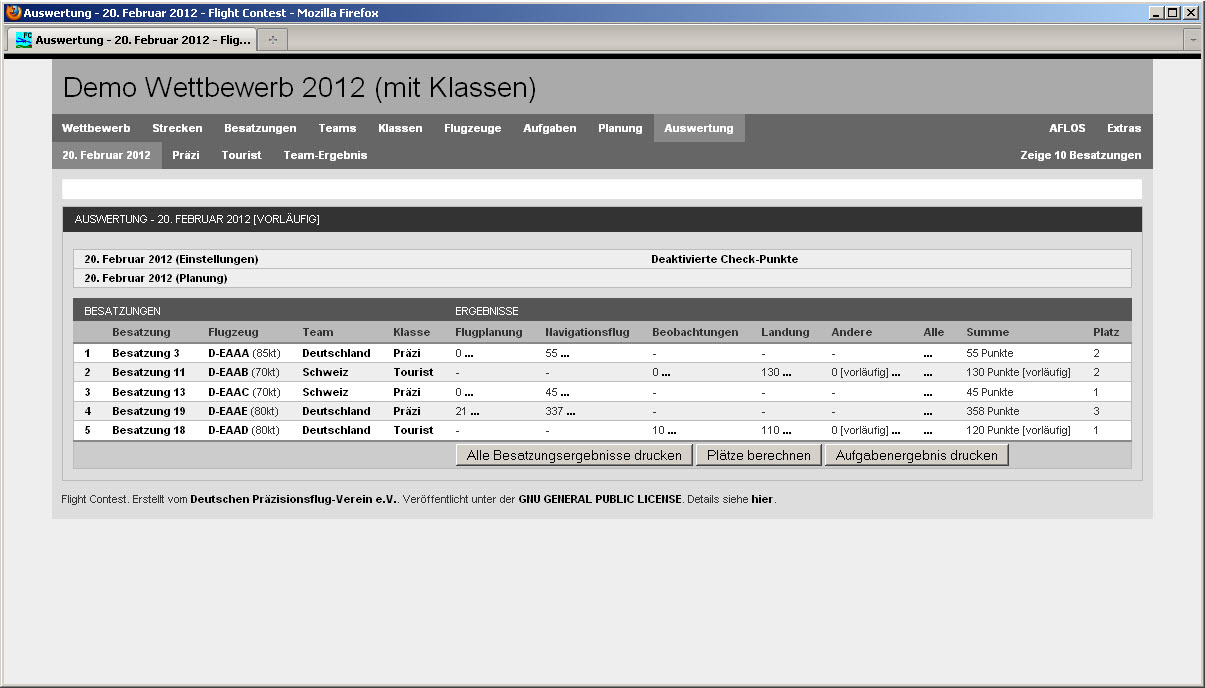 Auswertung - 20. Februar 2012 - Flight Contest - Mozilla Firefox
FC Auswertung - 20. Februar 2012 - Flig...
Demo Wettbewerb 2012 (mit Klassen)
Wettbewerb Strecken Besatzungen Teams Klassen Flugzeuge Aufgaben Planung Auswertung AFLOS Extras
20. Februar 2012 Präzi Tourist Team-Ergebnis Zeige 10 Besatzungen
AUSWERTUNG - 20. FEBRUAR 2012 [VORLÄUFIG]
20. Februar 2012 (Einstellungen) Deaktivierte Check-Punkte
20. Februar 2012 (Planung)
BESATZUNGEN ERGEBNISSE
Besatzung Flugzeug Team Klasse Flugplanung Navigationsflug Beobachtungen Landung Andere Alle Summe Platz
1 Besatzung 3 D-EAAA (85kt) Deutschland Präzi 0 ... 55 ... - - - ... 55 Punkte 2
2 Besatzung 11 D-EAAB (70kt) Schweiz Tourist - - 0 ... 130 ... 0 [vorläufig] ... ... 130 Punkte [vorläufig] 2
3 Besatzung 13 D-EAAC (70kt) Schweiz Präzi 0 ... 45 ... - - - ... 45 Punkte 1
4 Besatzung 19 D-EAAE (80kt) Deutschland Präzi 21 ... 337 ... - - - ... 358 Punkte 3
5 Besatzung 18 D-EAAD (80kt) Deutschland Tourist - - 10 ... 110 ... 0 [vorläufig] ... ... 120 Punkte [vorläufig] 1
Alle Besatzungsergebnisse drucken Plätze berechnen Aufgabenergebnis drucken
Flight Contest. Erstellt vom Deutschen Präzisionsflug-Verein e.V.. Veröffentlicht unter der GNU GENERAL PUBLIC LICENSE. Details siehe hier.